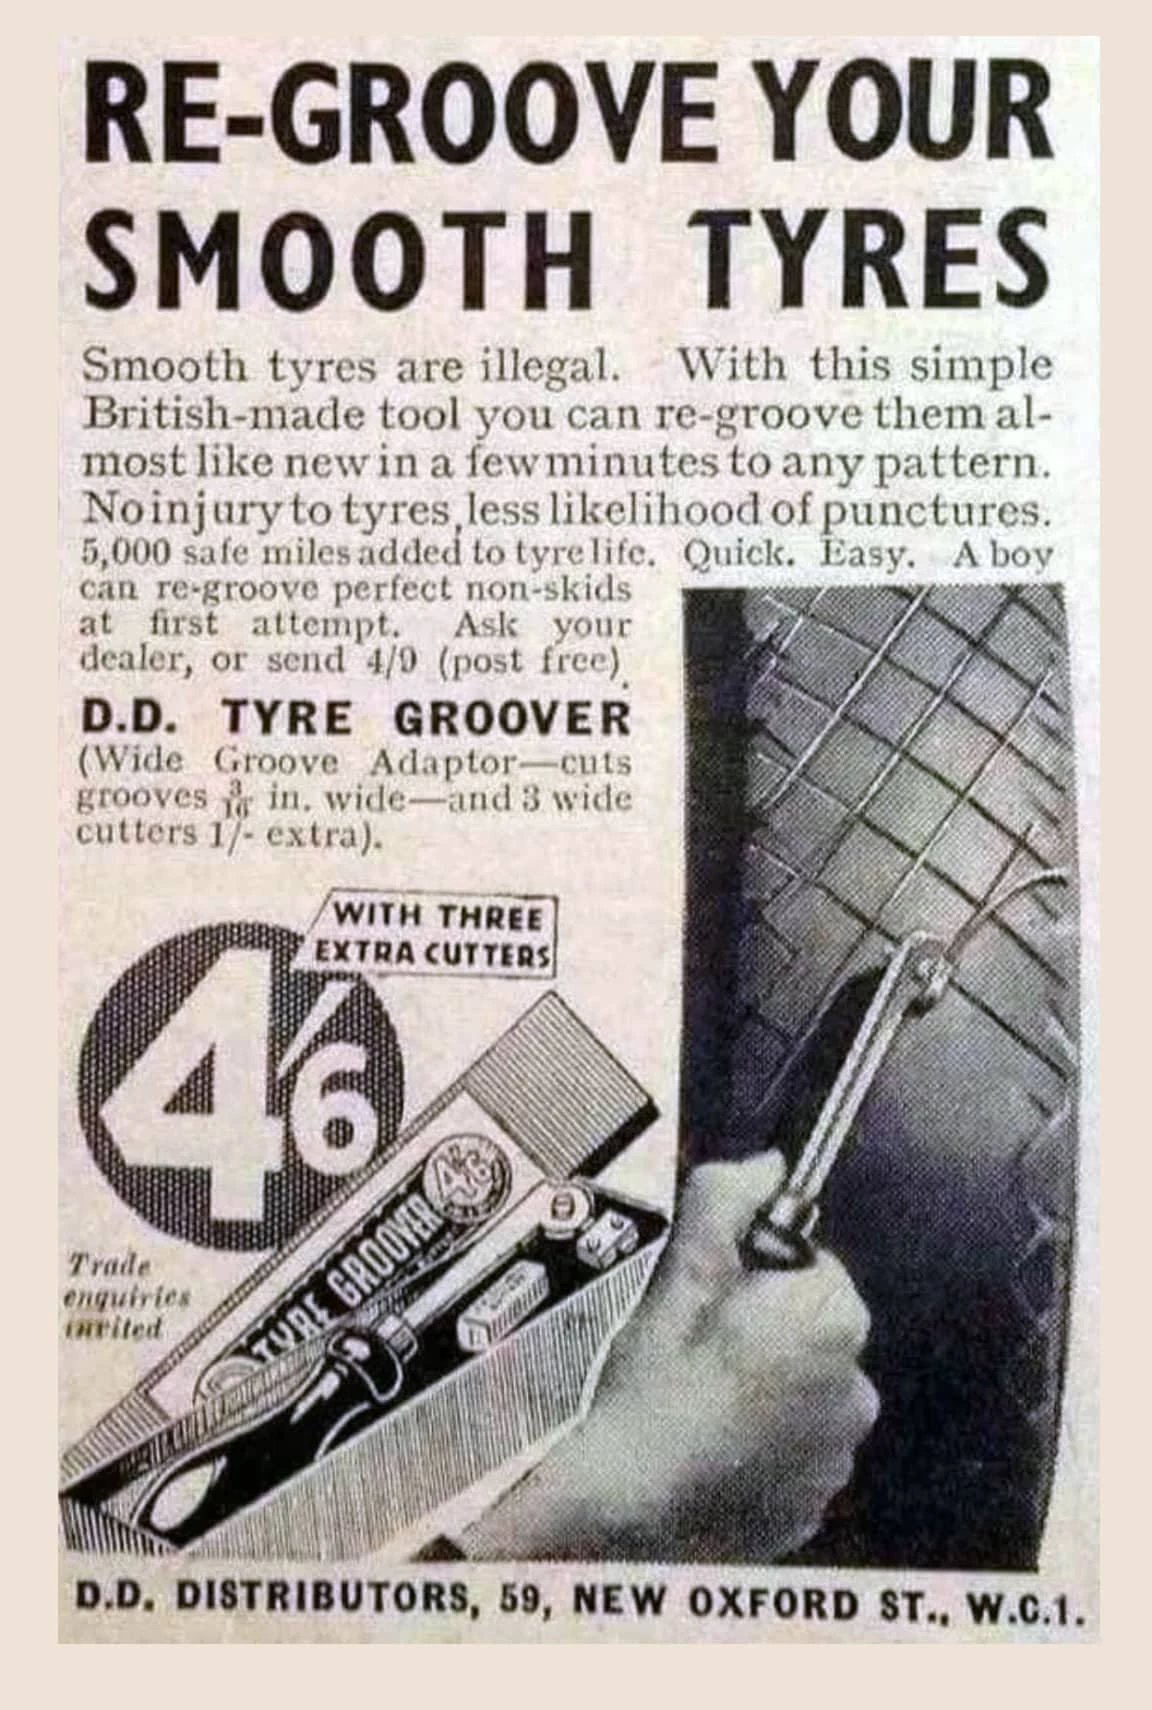 RE-GROOVE YOUR
SMOOTH TYRES
Smooth tyres are illegal. With this simple
British-made tool you can re-groove them al-
most like new in a few minutes to any pattern.
No injury to tyres, less likelihood of punctures.
5,000 safe miles added to tyre life. Quick. Easy. A boy
can re-groove perfect non-skids
at first attempt. Ask your
dealer, or send 4/9 (post free).
D.D. TYRE GROOVER
(Wide Groove Adaptor—cuts
grooves 3/16 in. wide—and 3 wide
cutters 1/- extra).
WITH THREE
EXTRA CUTTERS
4/6
4/6
TYRE GROOVER
Trade
enquiries
invited
D.D. DISTRIBUTORS, 59, NEW OXFORD ST., W.C.1.